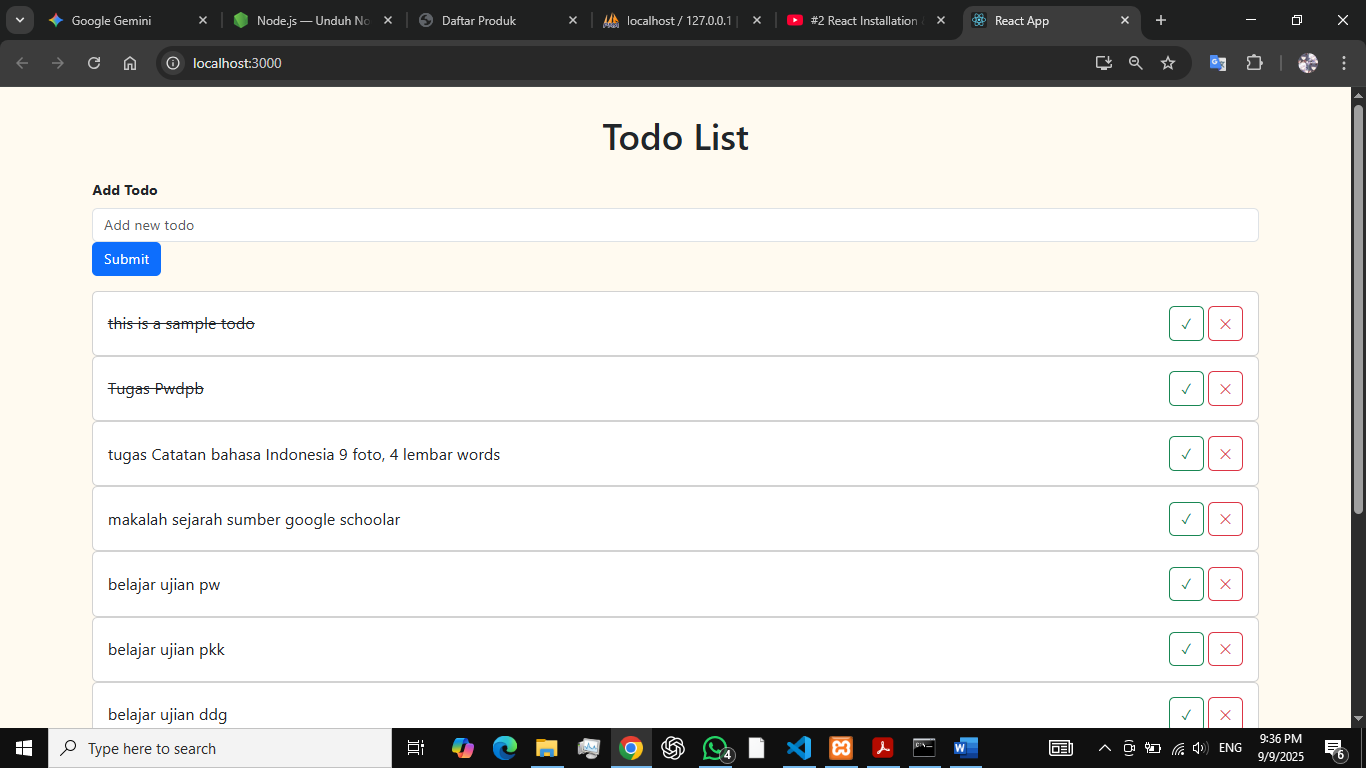 Google Gemini
Node.js — Unduh No
Daftar Produk
localhost / 127.0.0.1 |
#2 React Installation
React App
localhost:3000
Todo List
Add Todo
Add new todo
Submit
this is a sample todo
Tugas Pwdpb
tugas Catatan bahasa Indonesia 9 foto, 4 lembar words
makalah sejarah sumber google schoolar
belajar ujian pw
belajar ujian pkk
belajar ujian ddg
Type here to search
4
ENG
9:36 PM
9/9/2025
6